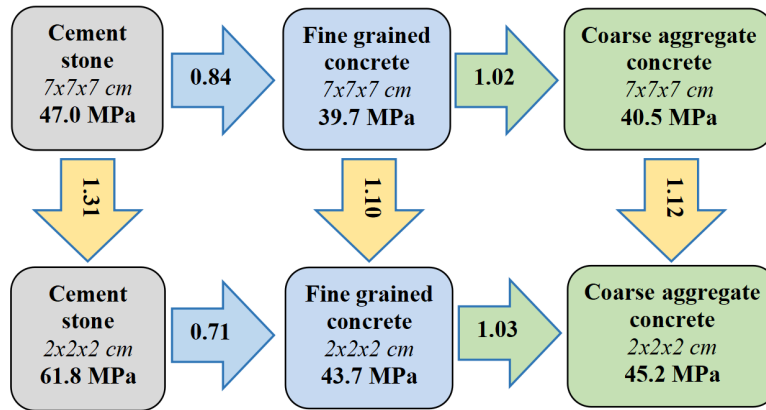 Cement
stone
7x7x7 cm
47.0 MPa
0.84
Fine grained
concrete
7x7x7 cm
39.7 MPa
1.02
Coarse aggregate
concrete
7x7x7 cm
40.5 MPa
1.31
1.10
1.12
Cement
stone
2x2x2 cm
61.8 MPa
0.71
Fine grained
concrete
2x2x2 cm
43.7 MPa
1.03
Coarse aggregate
concrete
2x2x2 cm
45.2 MPa